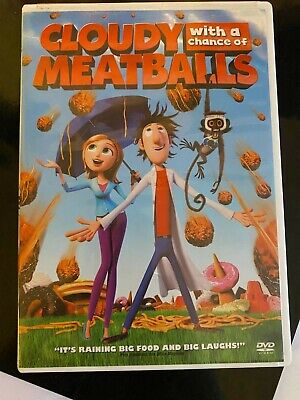 CLOUDY with a
chance of
MEATBALLS
"IT'S RAINING BIG FOOD AND BIG LAUGHS!"
DVD